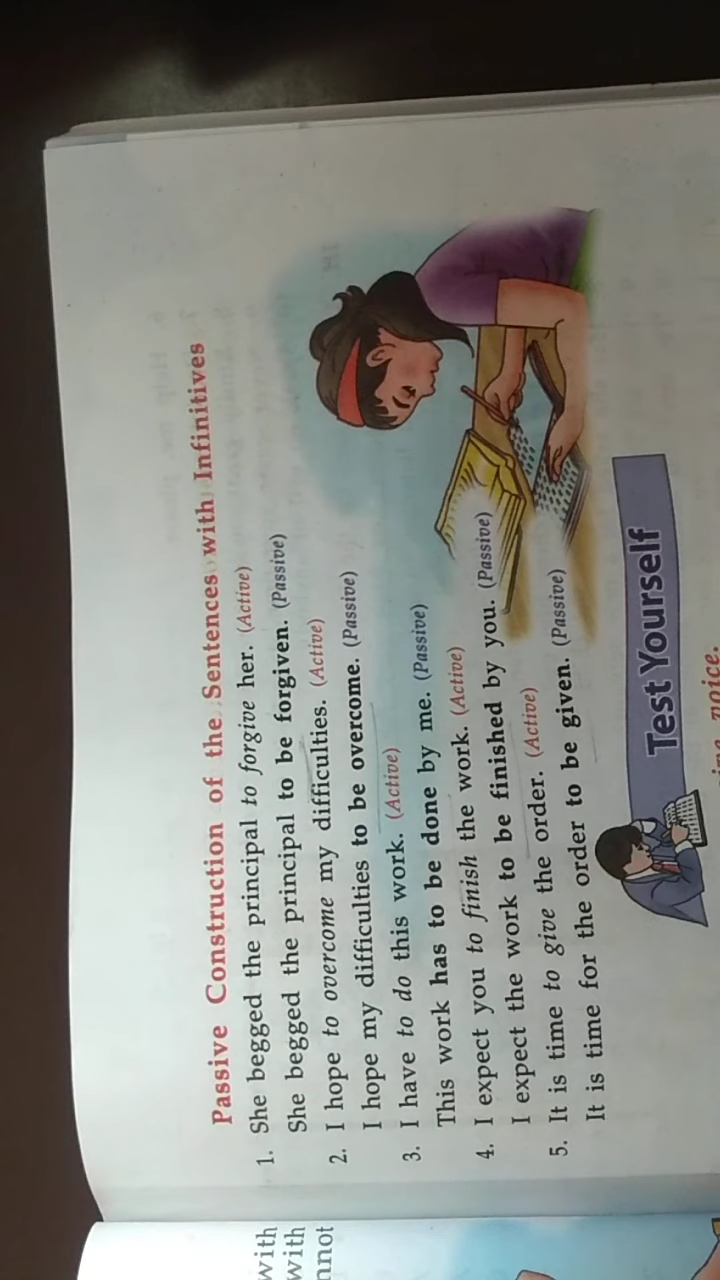 with
with
nnot
Passive Construction of the Sentences with Infinitives
1. She begged the principal to forgive her. (Active)
She begged the principal to be forgiven. (Passive)
2. I hope to overcome my difficulties. (Active)
I hope my difficulties to be overcome. (Passive)
3. I have to do this work. (Active)
This work has to be done by me. (Passive)
4. I expect you to finish the work. (Active)
I expect the work to be finished by you. (Passive)
5. It is time to give the order. (Active)
It is time for the order to be given. (Passive)
Test Yourself
voice.